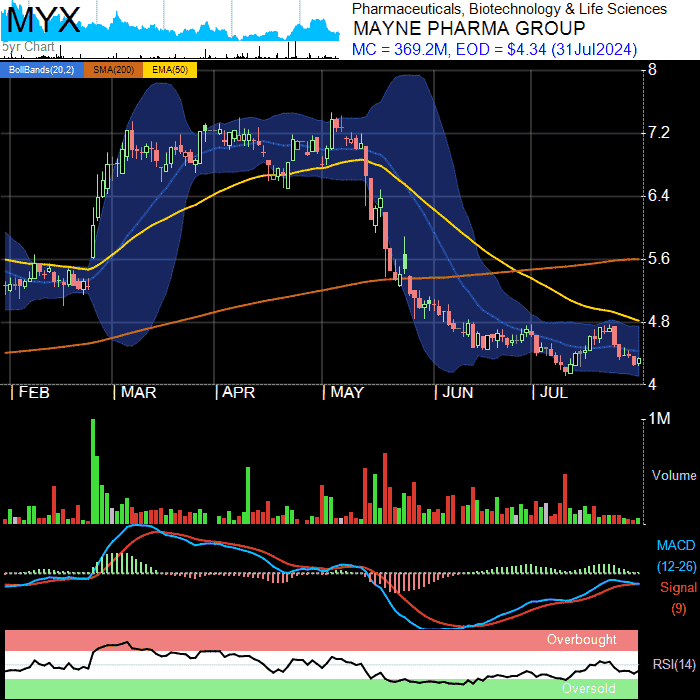 MYX
5yr Chart
Pharmaceuticals, Biotechnology & Life Sciences
MAYNE PHARMA GROUP
MC = 369.2M, EOD = $4.34 (31Jul2024)
BollBands(20,2) SMA(200) EMA(50)
8
7.2
6.4
5.6
4.8
4
FEB MAR APR MAY JUN JUL
1M
Volume
MACD
(12-26)
Signal
(9)
Overbought
RSI(14)
Oversold